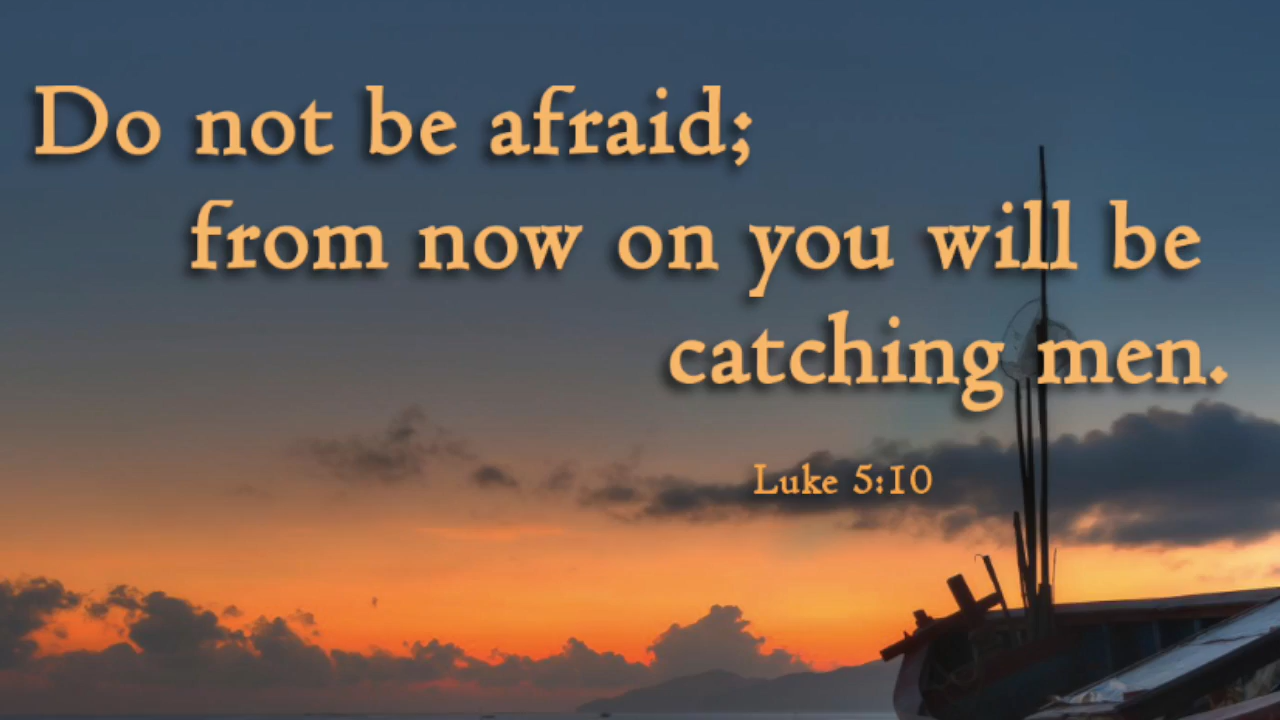 Do not be afraid;
from now on you will be
catching men.
Luke 5:10